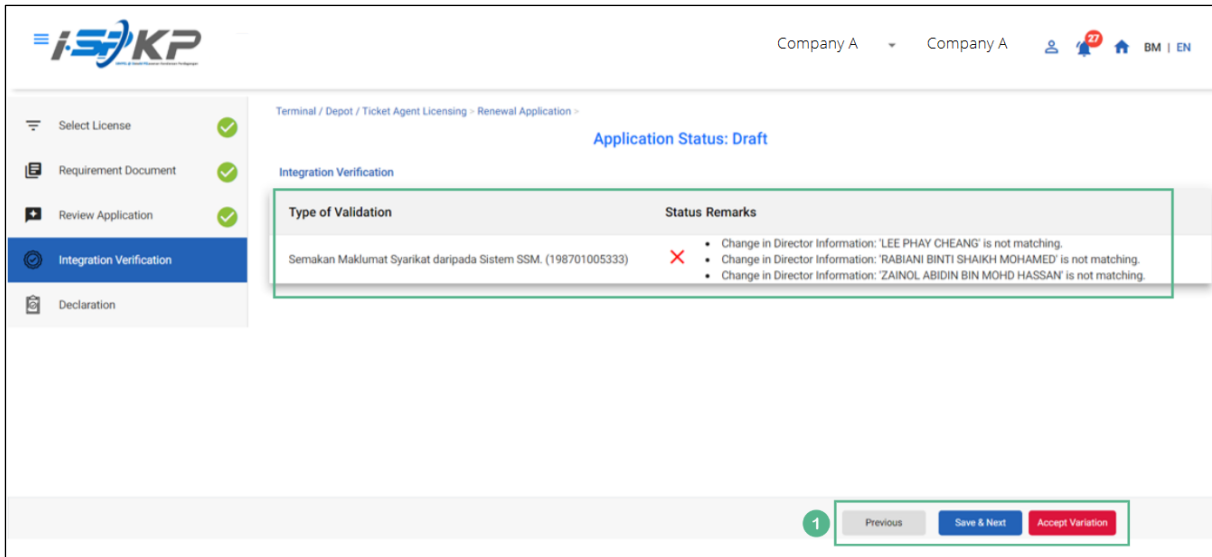 i-SPKP
Company A
Company A
27
BM | EN
Select License
Requirement Document
Review Application
Integration Verification
Declaration
Terminal / Depot / Ticket Agent Licensing > Renewal Application >
Application Status: Draft
Integration Verification
Type of Validation Status Remarks
Semakan Maklumat Syarikat daripada Sistem SSM. (198701005333)
• Change in Director Information: 'LEE PHAY CHEANG' is not matching.
• Change in Director Information: 'RABIANI BINTI SHAIKH MOHAMED' is not matching.
• Change in Director Information: 'ZAINOL ABIDIN BIN MOHD HASSAN' is not matching.
1 Previous Save & Next Accept Variation